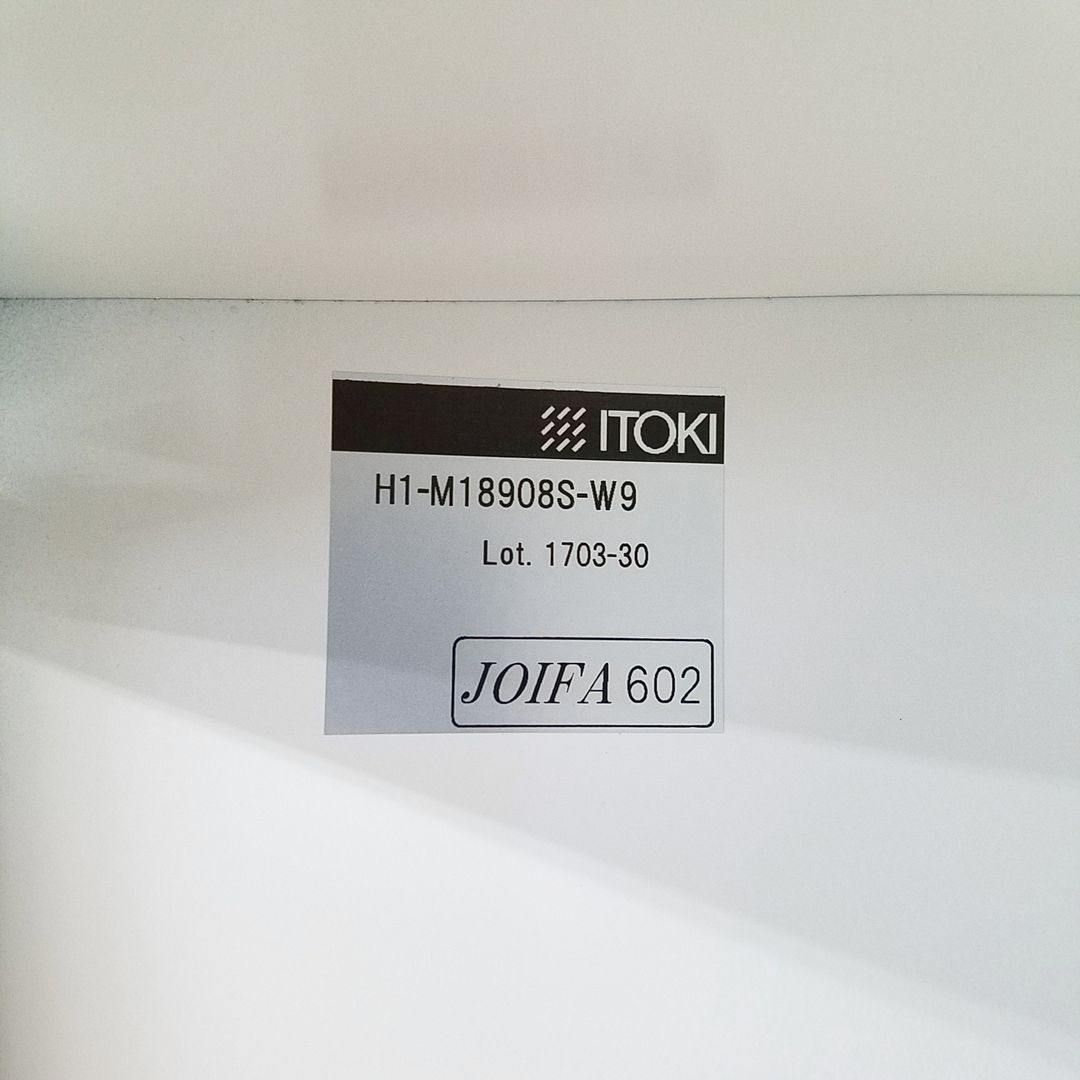 ITOKI
H1-M18908S-W9
Lot. 1703-30
JOIFA 602